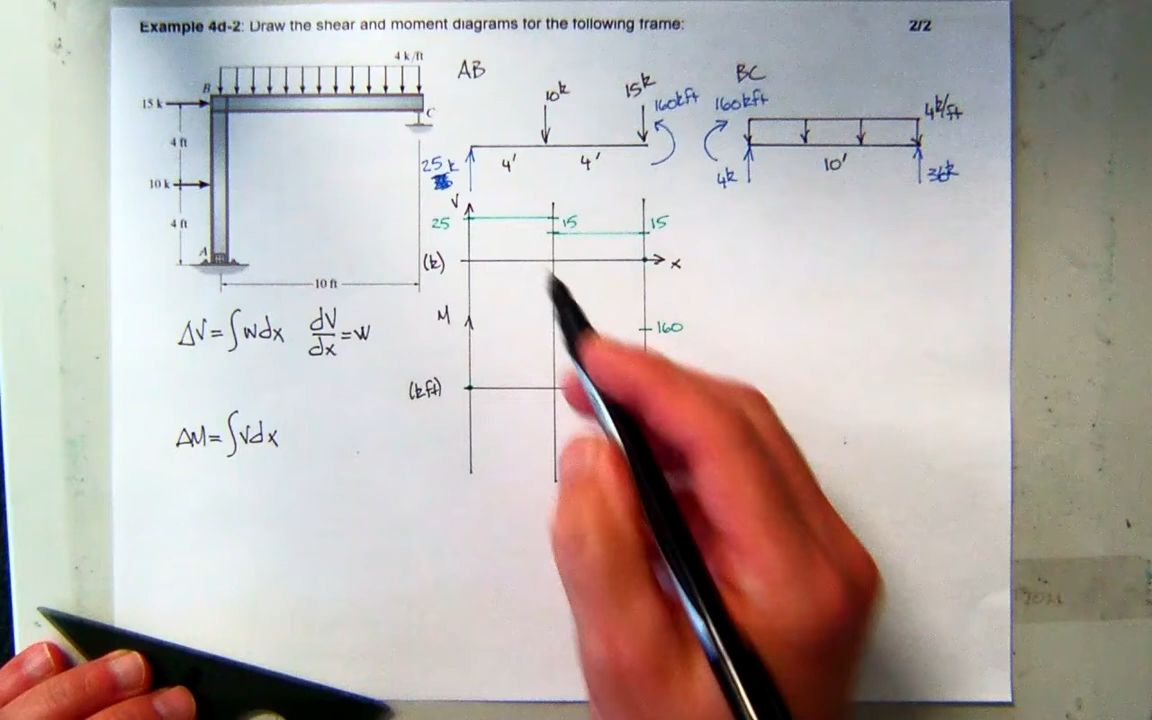 Example 4d-2: Draw the shear and moment diagrams for the following frame:
2/2
4 k/ft
B
15 k
C
4 ft
10 k
4 ft
A
10 ft
AB
10k
15k
160kft
25k
4'
4'
BC
160kft
4k/ft
10'
4k
36k
V
25
15
15
(k)
x
M
160
(kft)
ΔV=∫wdx dV/dx=w
ΔM=∫Vdx